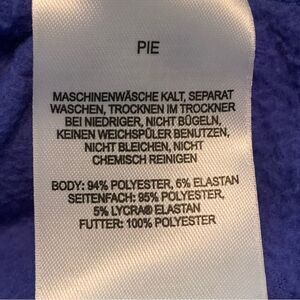 PIE
MASCHINENWÄSCHE KALT, SEPARAT
WASCHEN, TROCKNEN IM TROCKNER
BEI NIEDRIGER, NICHT BÜGELN,
KEINEN WEICHSPÜLER BENUTZEN,
NICHT BLEICHEN, NICHT
CHEMISCH REINIGEN
BODY: 94% POLYESTER, 6% ELASTAN
SEITENFACH: 95% POLYESTER,
5% LYCRA® ELASTAN
FUTTER: 100% POLYESTER